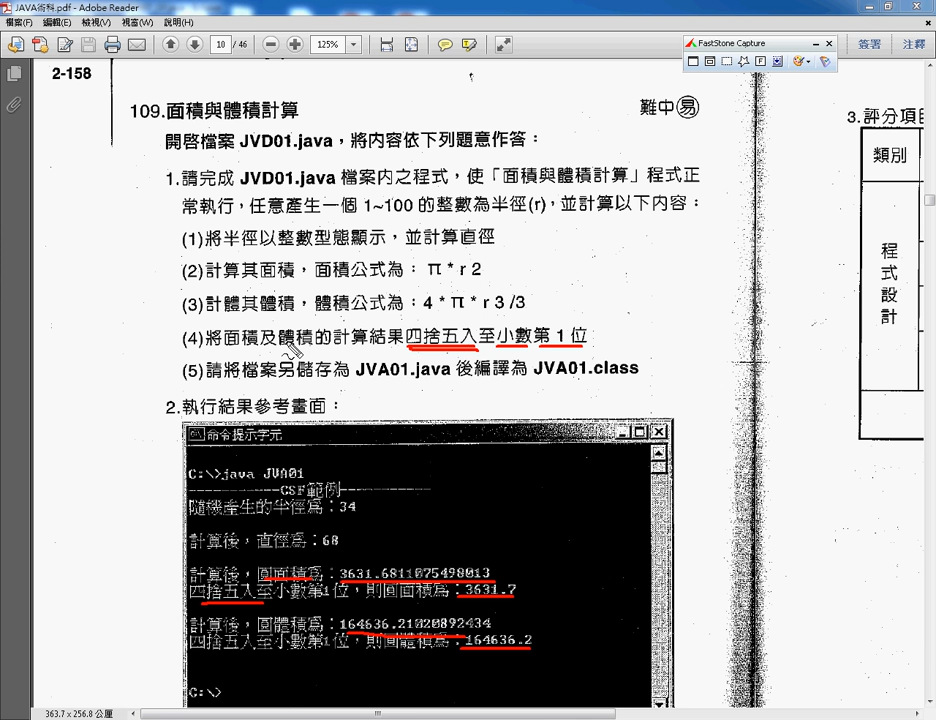 JAVA術科.pdf - Adobe Reader
檔案(F) 編輯(E) 檢視(V) 視窗(W) 說明(H)
10 / 46 125% 簽署 注釋
FastStone Capture
2-158
109.面積與體積計算 難中易
開啓檔案 JVD01.java，將內容依下列題意作答：
1.請完成 JVD01.java 檔案內之程式，使「面積與體積計算」程式正
常執行，任意產生一個 1~100 的整數為半徑(r)，並計算以下內容：
(1)將半徑以整數型態顯示，並計算直徑
(2)計算其面積，面積公式為： π * r 2
(3)計體其體積，體積公式為：4 * π * r 3 /3
(4)將面積及體積的計算結果四捨五入至小數第 1 位
(5)請將檔案另儲存為 JVA01.java 後編譯為 JVA01.class
2.執行結果參考畫面：
命令提示字元
C:\>java JVA01
----------CSF範例----------
隨機產生的半徑為：34
計算後，直徑為：68
計算後，圓面積為：3631.6811075498013
四捨五入至小數第1位，則圓面積為：3631.7
計算後，圓體積為：164636.21020892434
四捨五入至小數第1位，則圓體積為：164636.2
C:\>
3.評分項目
類別
程式設計
363.7 x 256.8 公釐